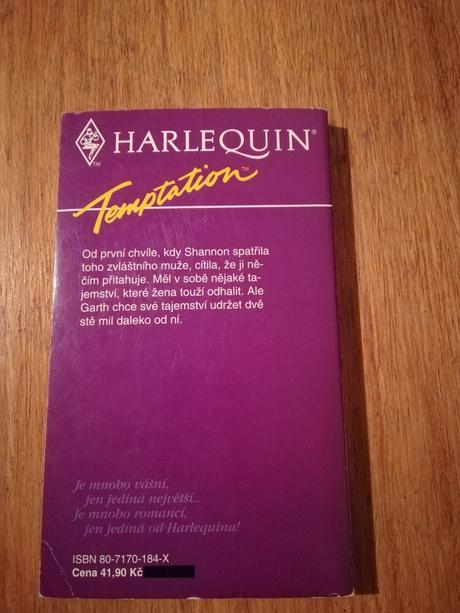 HARLEQUIN®
™
Temptation™
Od první chvíle, kdy Shannon spatřila
toho zvláštního muže, cítila, že ji ně-
čím přitahuje. Měl v sobě nějaké ta-
jemství, které žena touží odhalit. Ale
Garth chce své tajemství udržet dvě
stě mil daleko od ní.
Je mnoho vášní,
jen jediná největší...
Je mnoho romancí,
jen jediná od Harlequina!
ISBN 80-7170-184-X
Cena 41,90 Kč